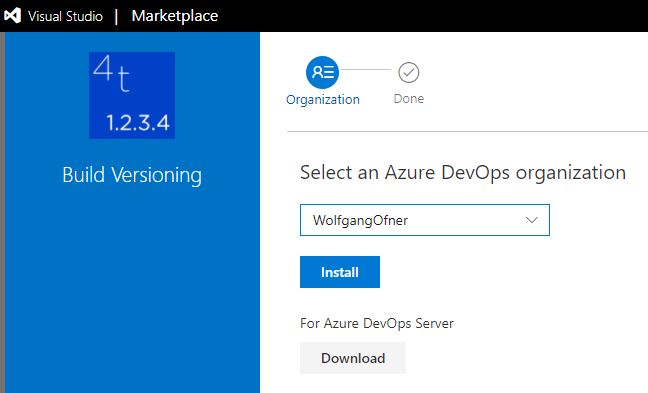 Visual Studio | Marketplace
4t
1.2.3.4
Build Versioning
Organization
Done
Select an Azure DevOps organization
WolfgangOfner
Install
For Azure DevOps Server
Download